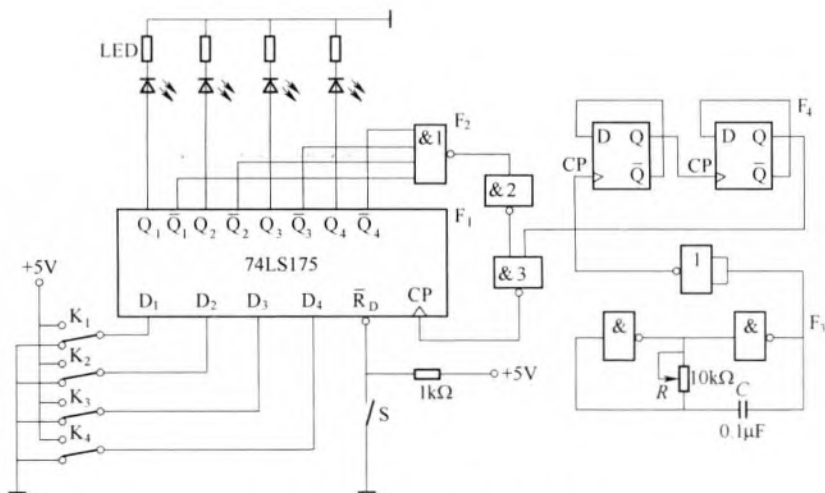 LED
F₂
&1
&2
&3
D Q
Q̄
CP
D Q
Q̄
CP
F₄
Q₁ Q̄₁ Q₂ Q̄₂ Q₃ Q̄₃ Q₄ Q̄₄
F₁
74LS175
D₁ D₂ D₃ D₄ R̄_D CP
+5V
K₁
K₂
K₃
K₄
1kΩ
+5V
S
1
&
&
F₃
R
10kΩ
C
0.1μF